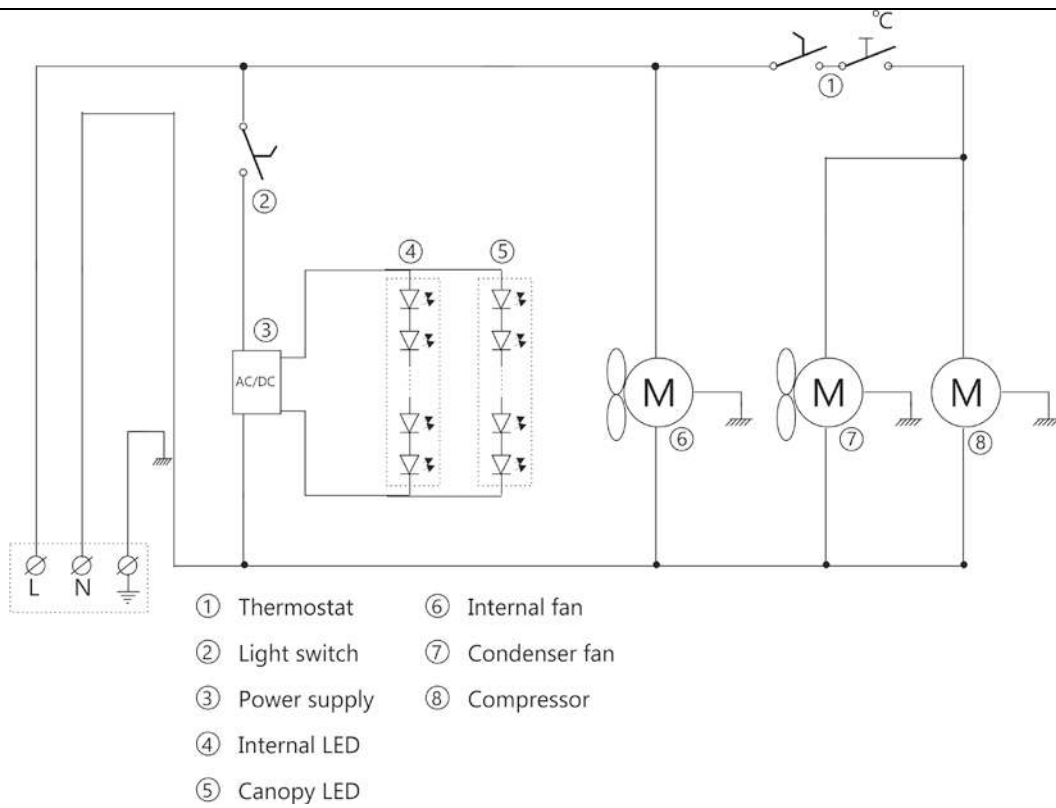 °C
①
②
④ ⑤
③
AC/DC
M M M
⑥ ⑦ ⑧
L N
① Thermostat ⑥ Internal fan
② Light switch ⑦ Condenser fan
③ Power supply ⑧ Compressor
④ Internal LED
⑤ Canopy LED